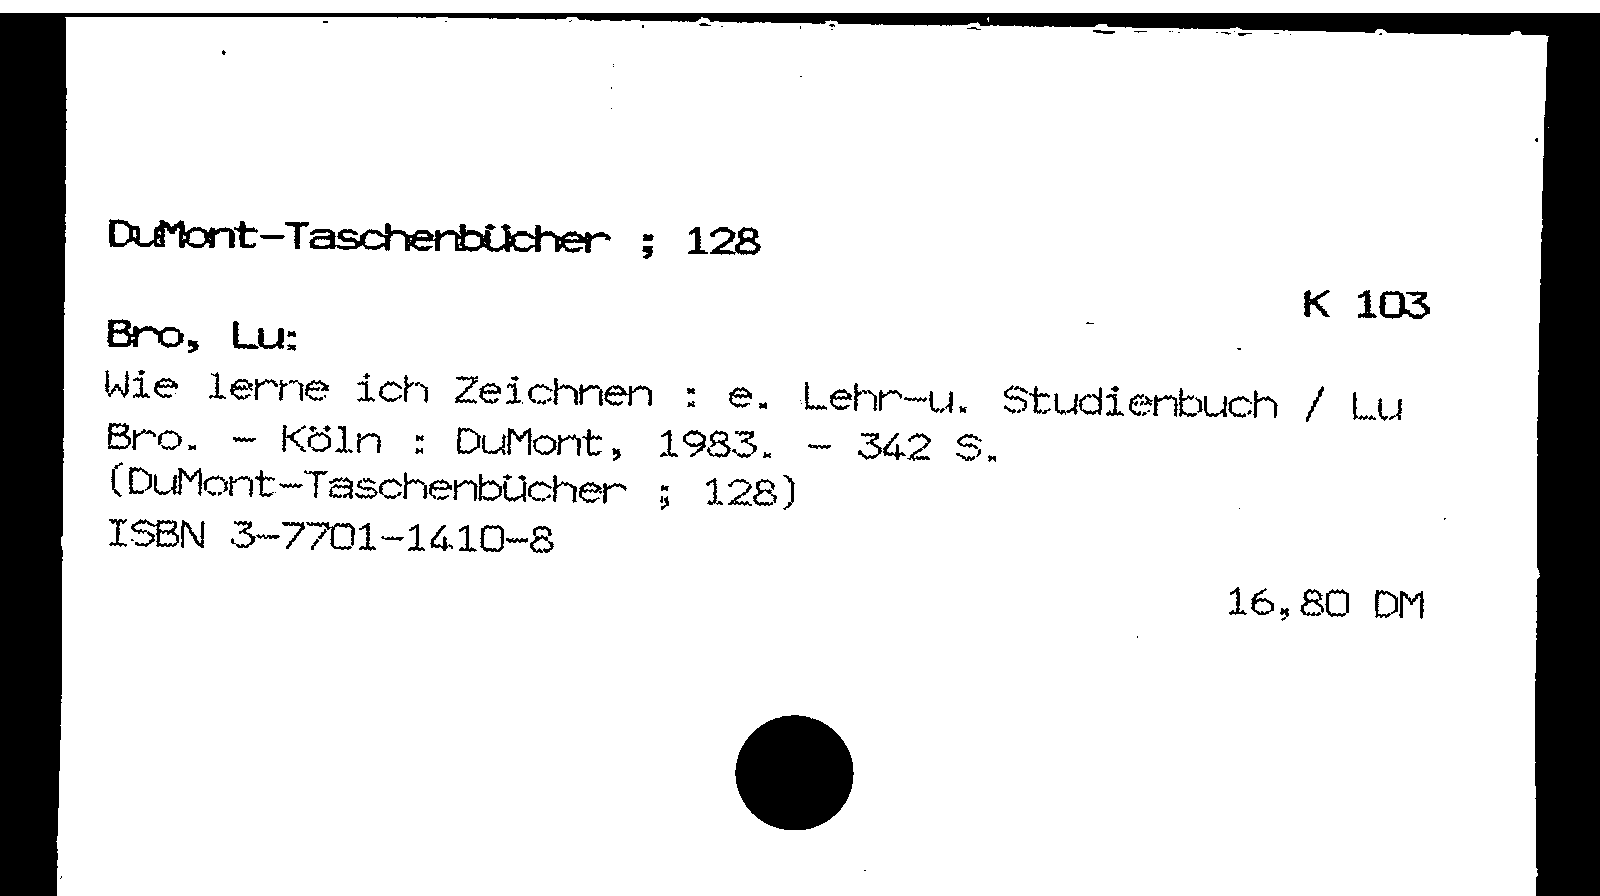 DuMont-Taschenbücher ; 128
K 103
Bro, Lu:
Wie lerne ich Zeichnen : e. Lehr-u. Studienbuch / Lu
Bro. - Köln : DuMont, 1983. - 342 S.
(DuMont-Taschenbücher ; 128)
ISBN 3-7701-1410-8
16,80 DM